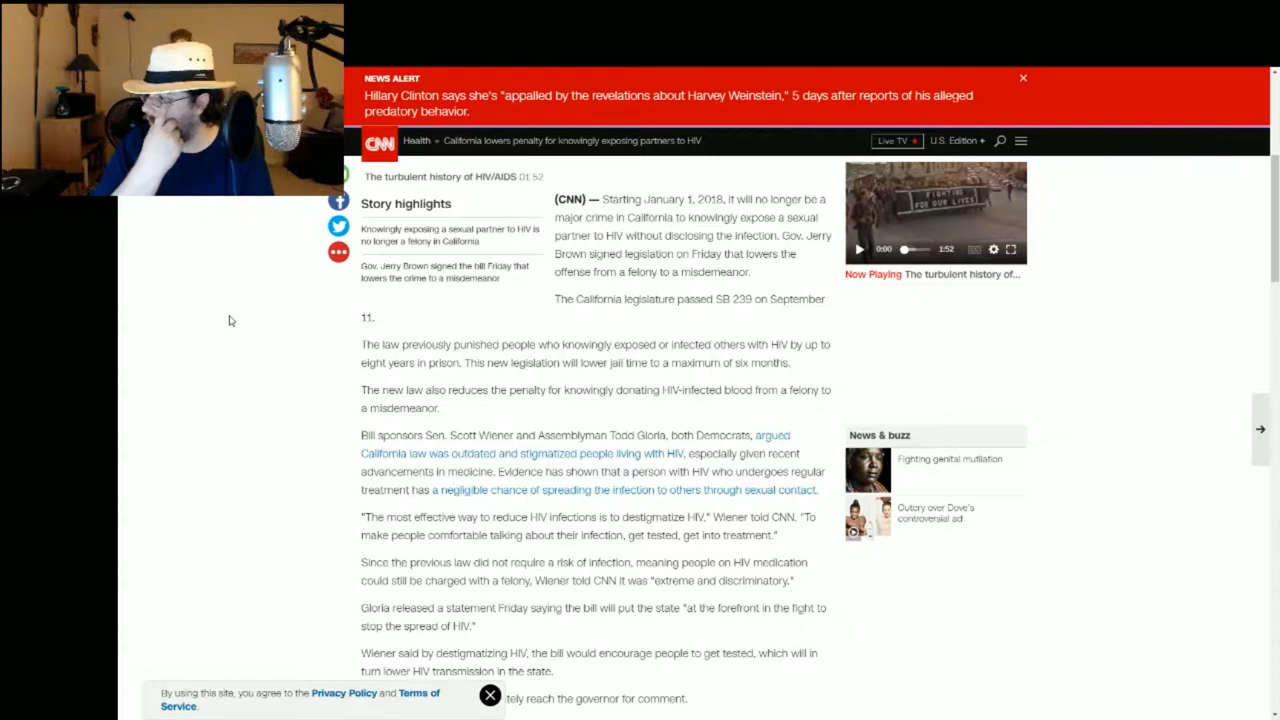 NEWS ALERT
Hillary Clinton says she's "appalled by the revelations about Harvey Weinstein," 5 days after reports of his alleged
predatory behavior.
CNN
Health » California lowers penalty for knowingly exposing partners to HIV
Live TV
U.S. Edition +
The turbulent history of HIV/AIDS 01:52
Story highlights
Knowingly exposing a sexual partner to HIV is
no longer a felony in California
Gov. Jerry Brown signed the bill Friday that
lowers the crime to a misdemeanor
(CNN) — Starting January 1, 2018, it will no longer be a
major crime in California to knowingly expose a sexual
partner to HIV without disclosing the infection. Gov. Jerry
Brown signed legislation on Friday that lowers the
offense from a felony to a misdemeanor.
The California legislature passed SB 239 on September
11.
The law previously punished people who knowingly exposed or infected others with HIV by up to
eight years in prison. This new legislation will lower jail time to a maximum of six months.
The new law also reduces the penalty for knowingly donating HIV-infected blood from a felony to
a misdemeanor.
Bill sponsors Sen. Scott Wiener and Assemblyman Todd Gloria, both Democrats, argued
California law was outdated and stigmatized people living with HIV, especially given recent
advancements in medicine. Evidence has shown that a person with HIV who undergoes regular
treatment has a negligible chance of spreading the infection to others through sexual contact.
"The most effective way to reduce HIV infections is to destigmatize HIV," Wiener told CNN. "To
make people comfortable talking about their infection, get tested, get into treatment."
Since the previous law did not require a risk of infection, meaning people on HIV medication
could still be charged with a felony, Wiener told CNN it was "extreme and discriminatory."
Gloria released a statement Friday saying the bill will put the state "at the forefront in the fight to
stop the spread of HIV."
Wiener said by destigmatizing HIV, the bill would encourage people to get tested, which will in
turn lower HIV transmission in the state.
tely reach the governor for comment.
FIGHTING
FOR OUR LIVES
0:00
1:52
Now Playing The turbulent history of...
News & buzz
Fighting genital mutilation
Outcry over Dove's
controversial ad
By using this site, you agree to the Privacy Policy and Terms of
Service.